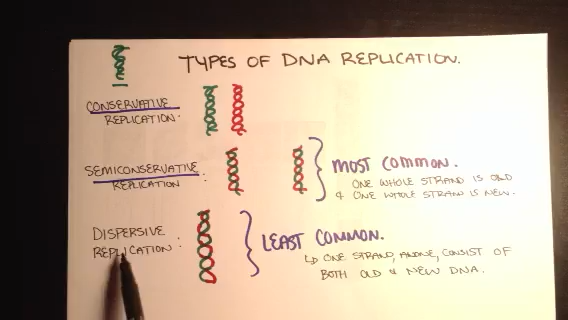 TYPES OF DNA REPLICATION.
CONSERVATIVE
REPLICATION.
SEMICONSERVATIVE
REPLICATION :
MOST COMMON.
ONE WHOLE STRAND IS OLD
& ONE WHOLE STRAND IS NEW.
DISPERSIVE
REPLICATION :
LEAST COMMON.
↳ ONE STRAND, ALONE, CONSIST OF
BOTH OLD & NEW DNA.